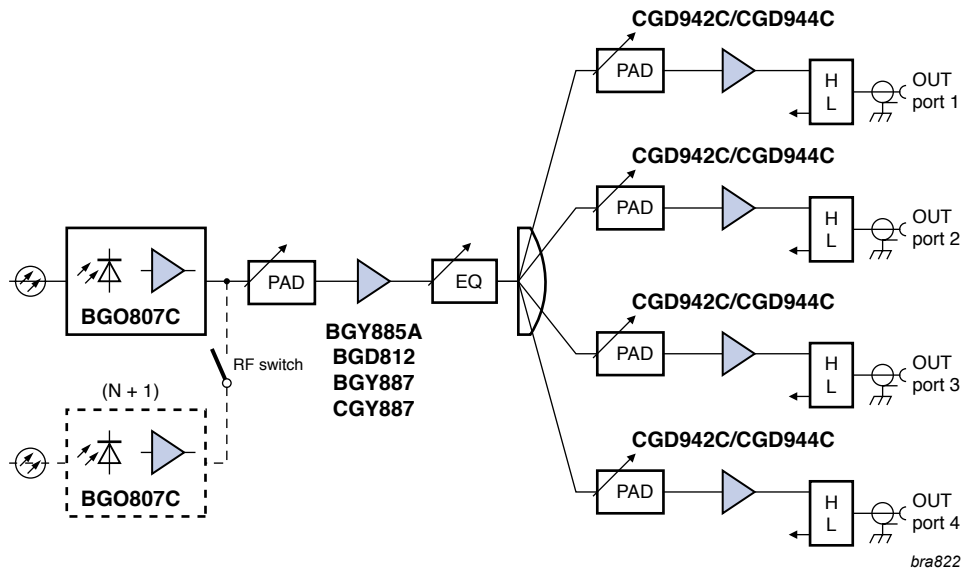 CGD942C/CGD944C
PAD
H
L
OUT
port 1
CGD942C/CGD944C
PAD
H
L
OUT
port 2
BGO807C
PAD
EQ
BGY885A
BGD812
BGY887
CGY887
RF switch
(N + 1)
BGO807C
CGD942C/CGD944C
PAD
H
L
OUT
port 3
CGD942C/CGD944C
PAD
H
L
OUT
port 4
bra822